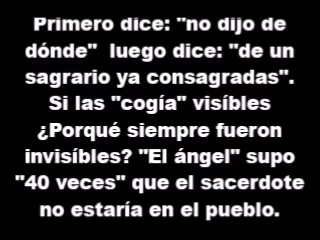 Primero dice: "no dijo de
dónde"  luego dice: "de un
sagrario ya consagradas".
Si las "cogía" visíbles
¿Porqué siempre fueron
invisíbles? "El ángel" supo
"40 veces" que el sacerdote
no estaría en el pueblo.